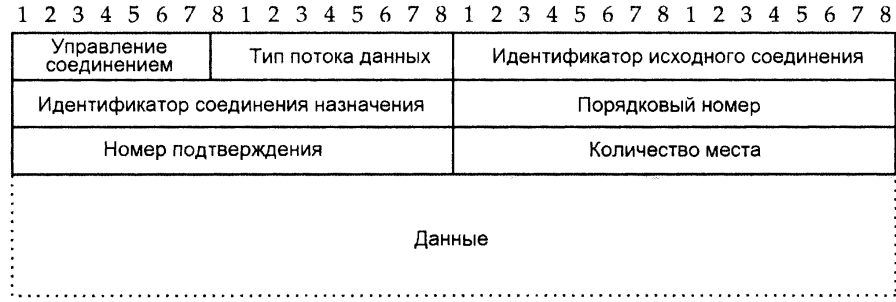 1 2 3 4 5 6 7 8 1 2 3 4 5 6 7 8 1 2 3 4 5 6 7 8 1 2 3 4 5 6 7 8
Управление
соединением
Тип потока данных
Идентификатор исходного соединения
Идентификатор соединения назначения
Порядковый номер
Номер подтверждения
Количество места
Данные